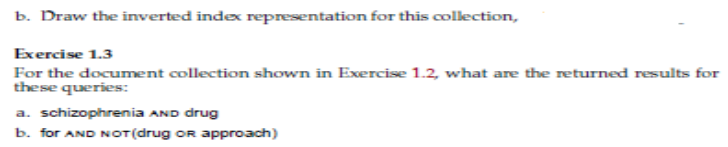 b. Draw the inverted index representation for this collection,
Exercise 1.3
For the document collection shown in Exercise 1.2, what are the returned results for
these queries:
a. schizophrenia AND drug
b. for AND NOT(drug OR approach)